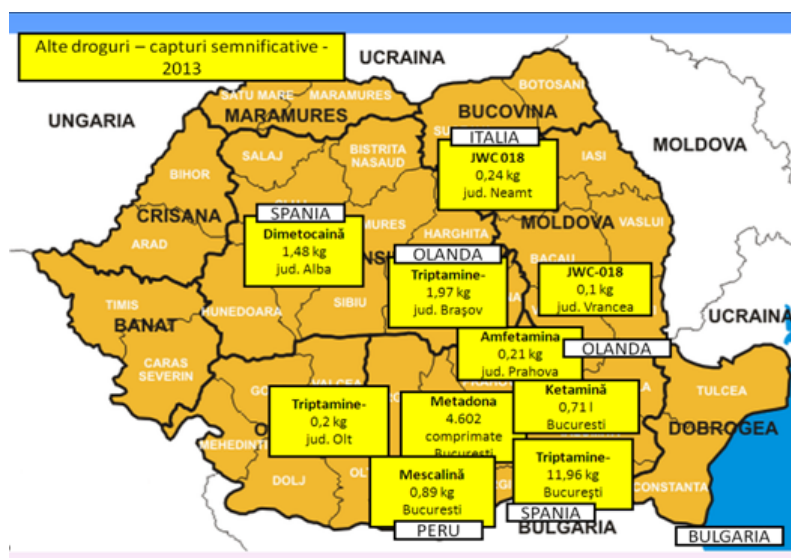 Alte droguri – capturi semnificative -
2013
UCRAINA
UNGARIA
SATU MARE
MARAMURES
MARAMURES
BOTOSANI
BUCOVINA
MOLDOVA
ITALIA
JWC 018
0,24 kg
jud. Neamt
SALAJ
BISTRITA
NASAUD
IASI
BIHOR
CRISANA
ARAD
SPANIA
Dimetocaină
1,48 kg
jud. Alba
HARGHITA
MOLDOVA
VASLUI
BACAU
OLANDA
Triptamine-
1,97 kg
jud. Brașov
JWC-018
0,1 kg
jud. Vrancea
TIMIS
BANAT
HUNEDOARA
SIBIU
CARAS
SEVERIN
UCRAINA
Amfetamina
0,21 kg
jud. Prahova
OLANDA
TULCEA
DOBROGEA
Triptamine-
0,2 kg
jud. Olt
Metadona
4.602
comprimate
Bucuresti
Ketamină
0,71 l
Bucuresti
MEHEDINTI
DOLJ
Mescalină
0,89 kg
Bucuresti
PERU
Triptamine-
11,96 kg
București
SPANIA
CONSTANTA
BULGARIA
BULGARIA